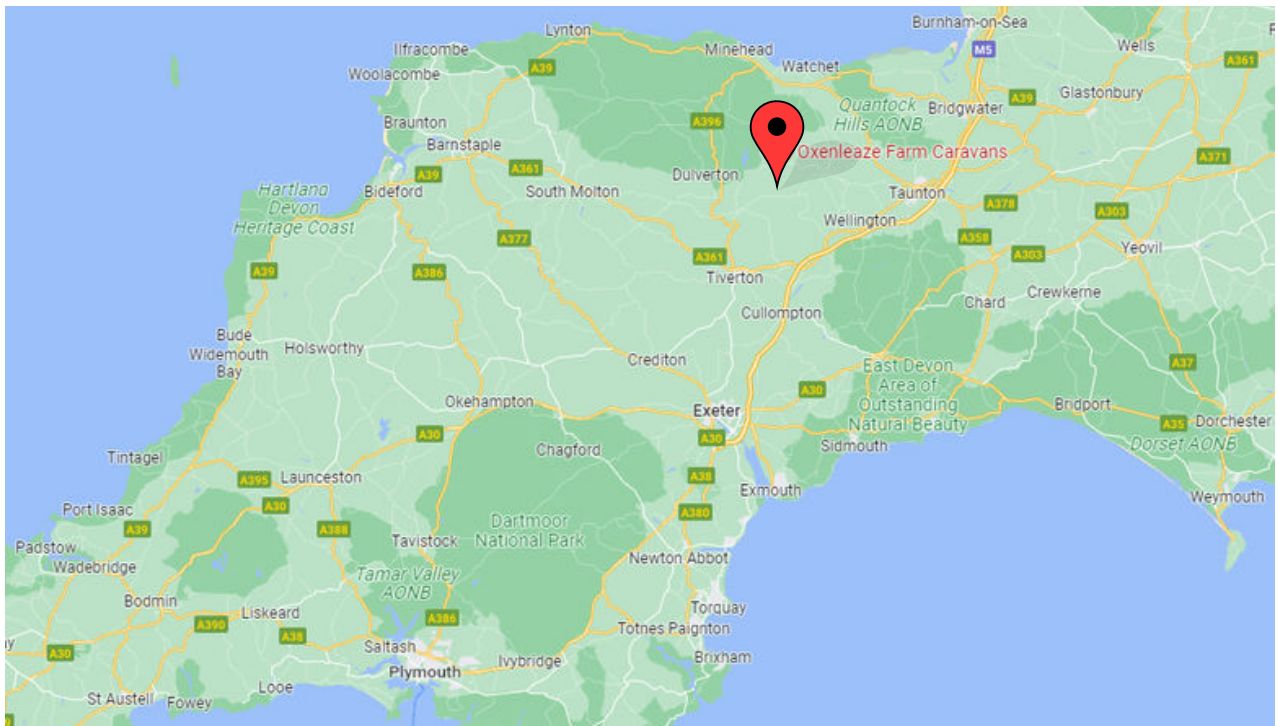 Burnham-on-Sea
Lynton
Ilfracombe
Minehead
M5
Wells
A361
Woolacombe
A39
Watchet
Glastonbury
A39
Quantock
Hills AONB
Bridgwater
Braunton
A396
Barnstaple
Oxenleaze Farm Caravans
A371
A39
A361
Dulverton
Hartland
Devon
Heritage Coast
Bideford
South Molton
Taunton
A378
A303
Wellington
A377
A358
Yeovil
A303
A39
A386
A361
Tiverton
Chard
Crewkerne
Cullompton
Bude
Widemouth
Bay
Holsworthy
Crediton
A37
East Devon
Area of
Outstanding
Natural Beauty
A30
Okehampton
Exeter
Bridport
A35
Dorchester
A30
A30
Chagford
Sidmouth
Dorset AONB
Tintagel
A395
Launceston
A38
Exmouth
Weymouth
Port Isaac
A30
A39
A388
A380
Dartmoor
National Park
Padstow
Tavistock
Wadebridge
Newton Abbot
Tamar Valley
AONB
Bodmin
Liskeard
A386
Torquay
A390
A38
Totnes
Paignton
A30
Saltash
Ivybridge
Brixham
Plymouth
Looe
St Austell
Fowey